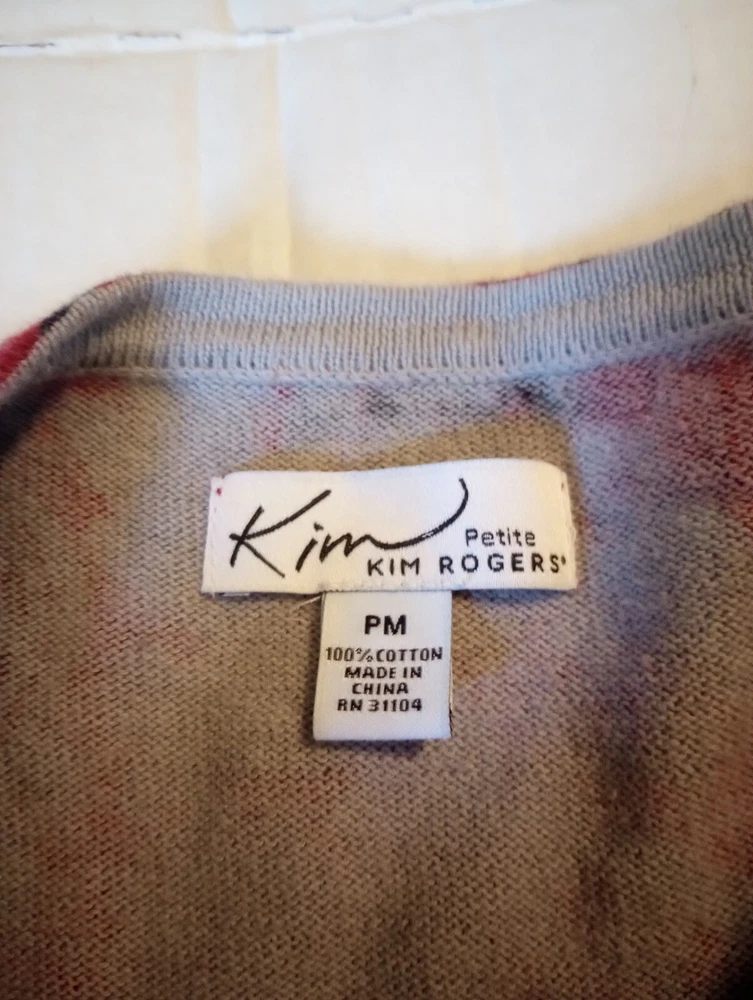 Kim Petite
KIM ROGERS®
PM
100% COTTON
MADE IN
CHINA
RN 31104